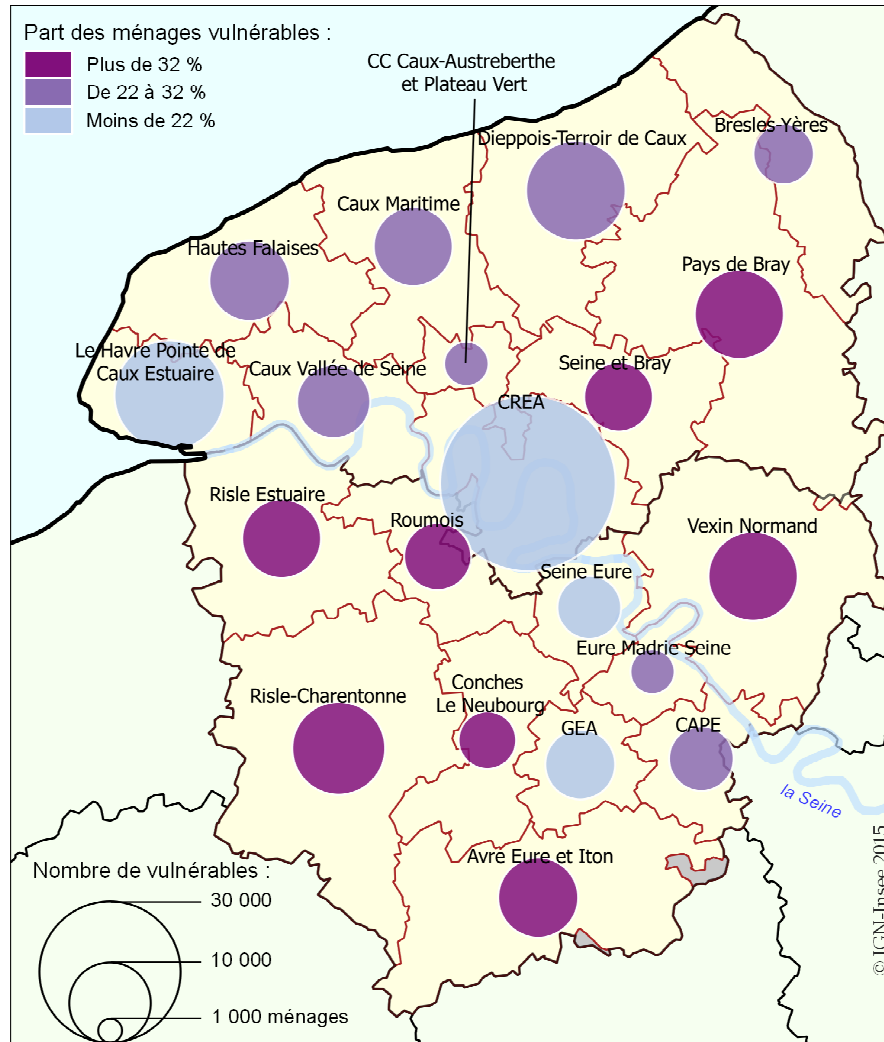 Part des ménages vulnérables :
Plus de 32 %
De 22 à 32 %
Moins de 22 %
CC Caux-Austreberthe
et Plateau Vert
Bresles-Yères
Dieppois-Terroir de Caux
Caux Maritime
Hautes Falaises
Pays de Bray
Le Havre Pointe de
Caux Estuaire
Caux Vallée de Seine
Seine et Bray
CREA
Risle Estuaire
Roumois
Vexin Normand
Seine Eure
Eure Madrie Seine
Conches
Le Neubourg
Risle-Charentonne
GEA
CAPE
la Seine
Avre Eure et Iton
Nombre de vulnérables :
30 000
10 000
1 000 ménages
© IGN-Insee 2015